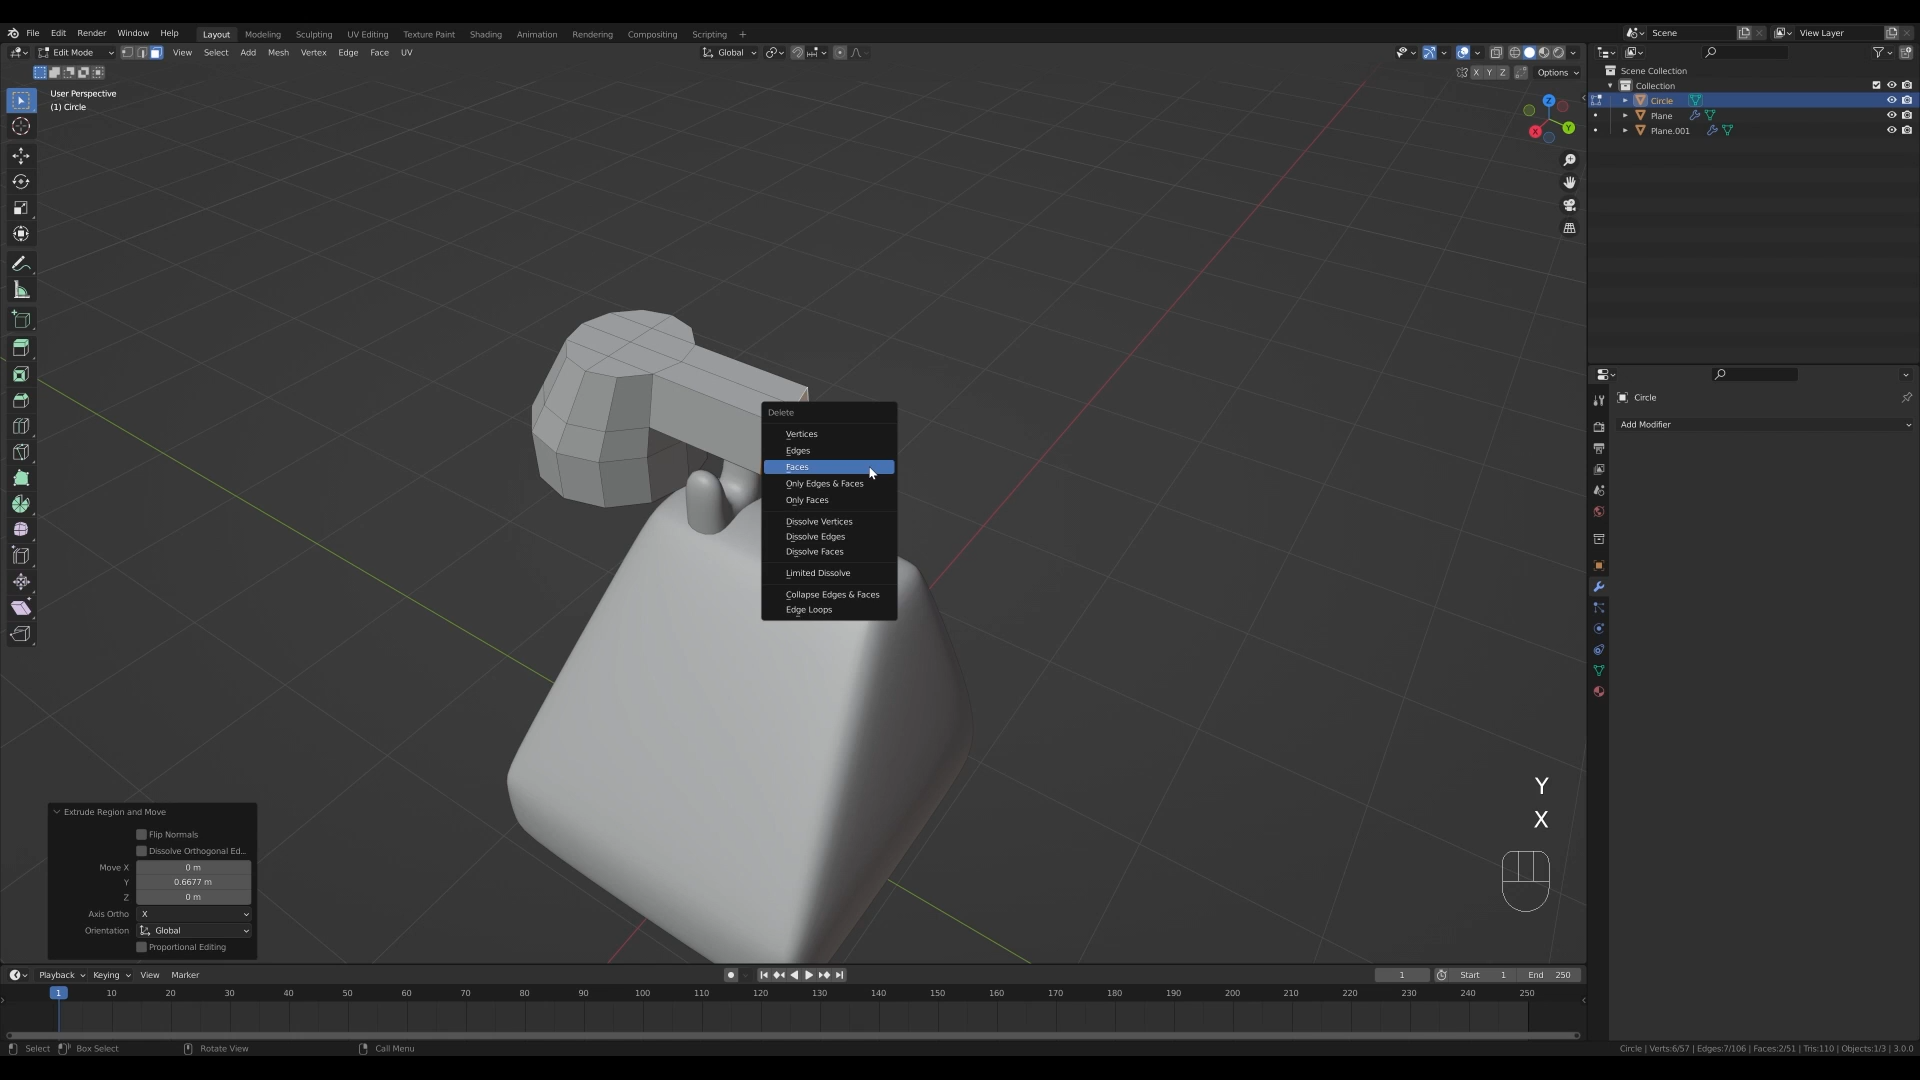 File Edit Render Window Help Layout Modeling Sculpting UV Editing Texture Paint Shading Animation Rendering Compositing Scripting + Scene View Layer
Edit Mode View Select Add Mesh Vertex Edge Face UV Global
X Y Z Options
User Perspective
(1) Circle
Scene Collection
Collection
Circle
Plane
Plane.001
Z
Y
X
Circle
Add Modifier
Delete
Vertices
Edges
Faces
Only Edges & Faces
Only Faces
Dissolve Vertices
Dissolve Edges
Dissolve Faces
Limited Dissolve
Collapse Edges & Faces
Edge Loops
Y
X
Extrude Region and Move
Flip Normals
Dissolve Orthogonal Ed...
Move X 0 m
Y 0.6677 m
Z 0 m
Axis Ortho X
Orientation Global
Proportional Editing
Playback Keying View Marker 1 Start 1 End 250
1 10 20 30 40 50 60 70 80 90 100 110 120 130 140 150 160 170 180 190 200 210 220 230 240 250
Select Box Select Rotate View Call Menu Circle | Verts:6/57 | Edges:7/106 | Faces:2/51 | Tris:110 | Objects:1/3 | 3.0.0